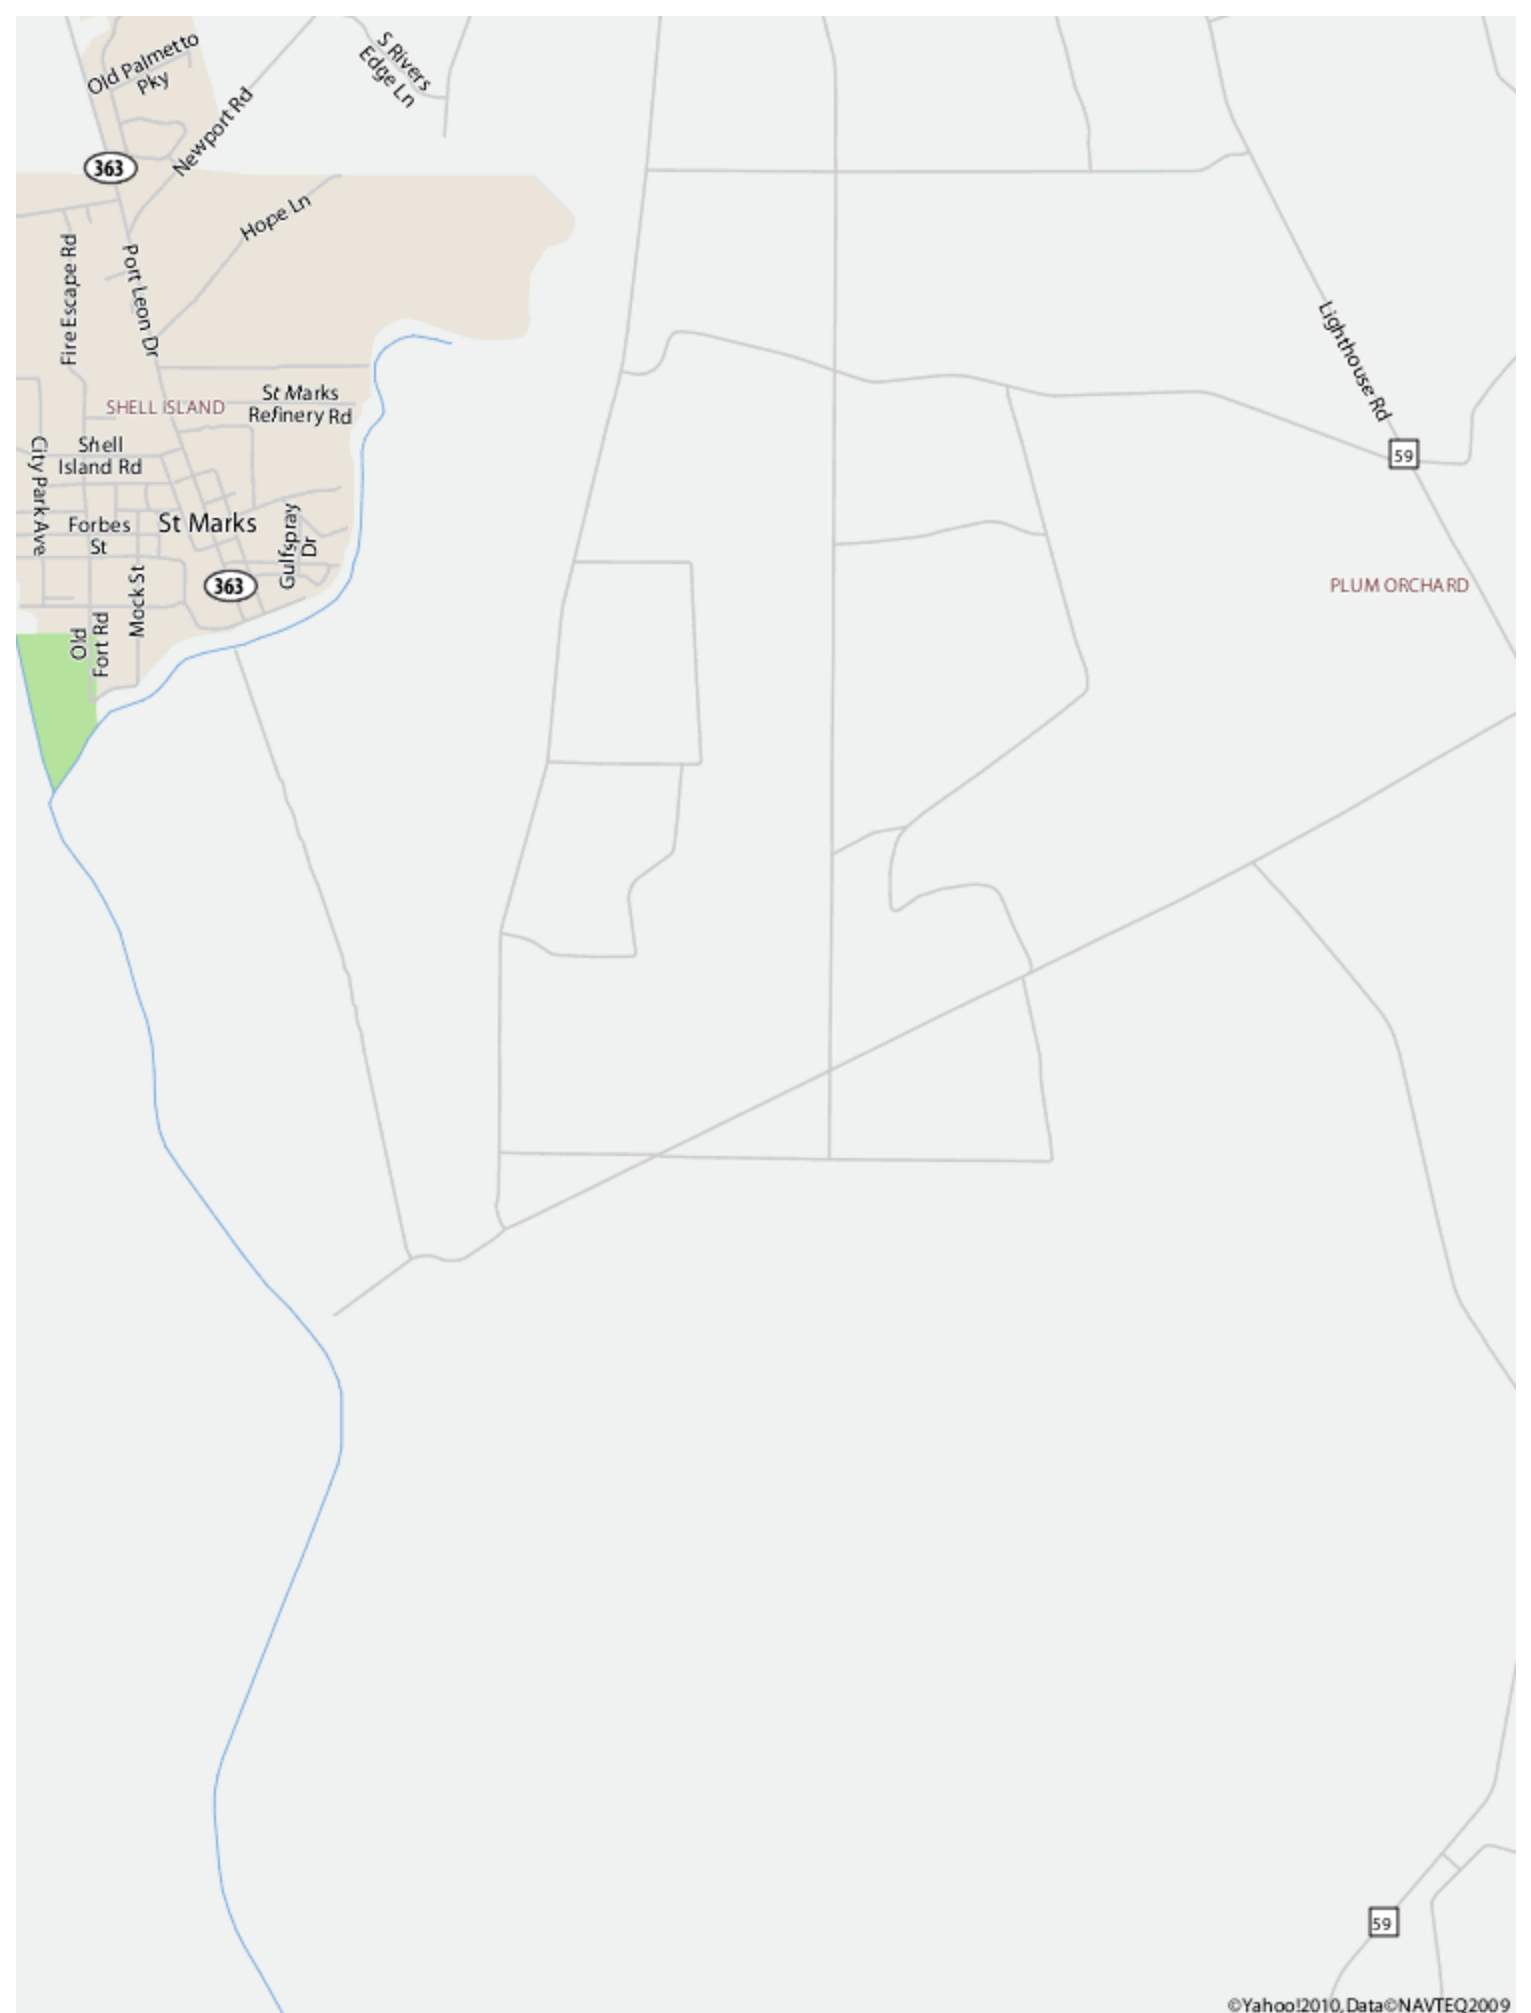 Old Palmetto
Pky
S Rivers
Edge Ln
Newport Rd
363
Hope Ln
Fire Escape Rd
Port Leon Dr
Lighthouse Rd
St Marks
Refinery Rd
SHELL ISLAND
City Park Ave
Shell
Island Rd
59
Forbes
St
St Marks
Gulfspray
Dr
Mock St
363
PLUM ORCHARD
Old
Fort Rd
59
©Yahoo!2010,Data©NAVTEQ2009